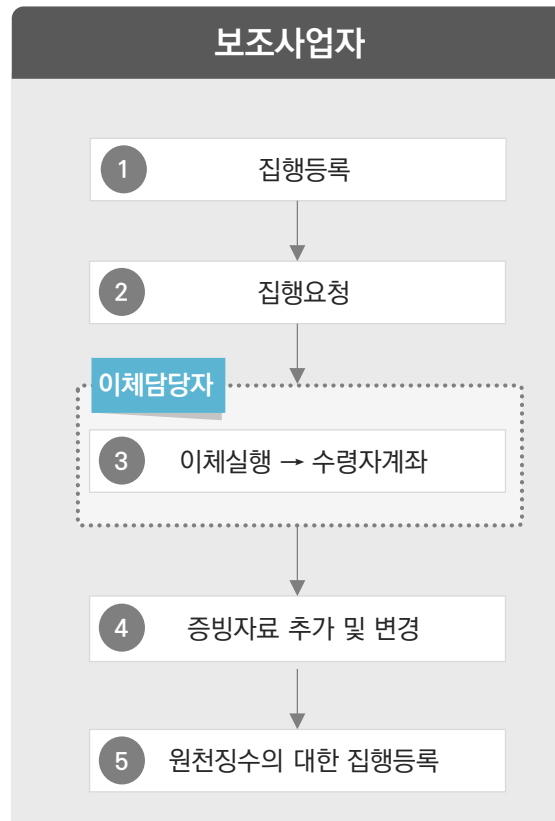 보조사업자
1 집행등록
2 집행요청
이체담당자
3 이체실행 → 수령자계좌
4 증빙자료 추가 및 변경
5 원천징수의 대한 집행등록